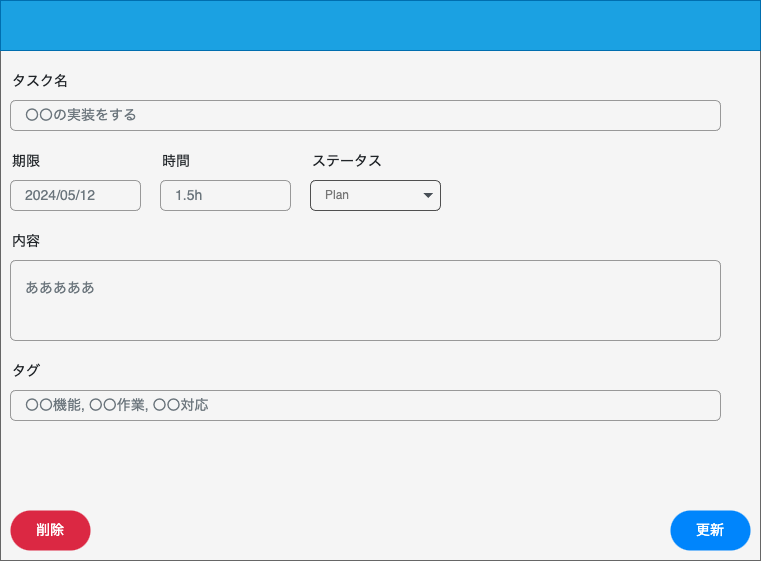 タスク名
〇〇の実装をする
期限 時間 ステータス
2024/05/12 1.5h Plan
内容
あああああ
タグ
〇〇機能, 〇〇作業, 〇〇対応
削除 更新